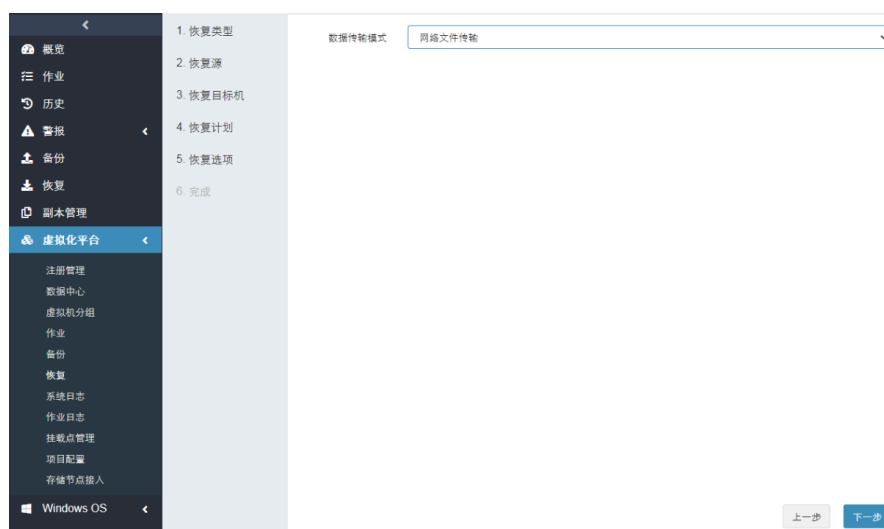 概览
作业
历史
警报
备份
恢复
副本管理
虚拟化平台
注册管理
数据中心
虚拟机分组
作业
备份
恢复
系统日志
作业日志
挂载点管理
项目配置
存储节点接入
Windows OS
1. 恢复类型
2. 恢复源
3. 恢复目标机
4. 恢复计划
5. 恢复选项
6. 完成
数据传输模式 网络文件传输
上一步 下一步